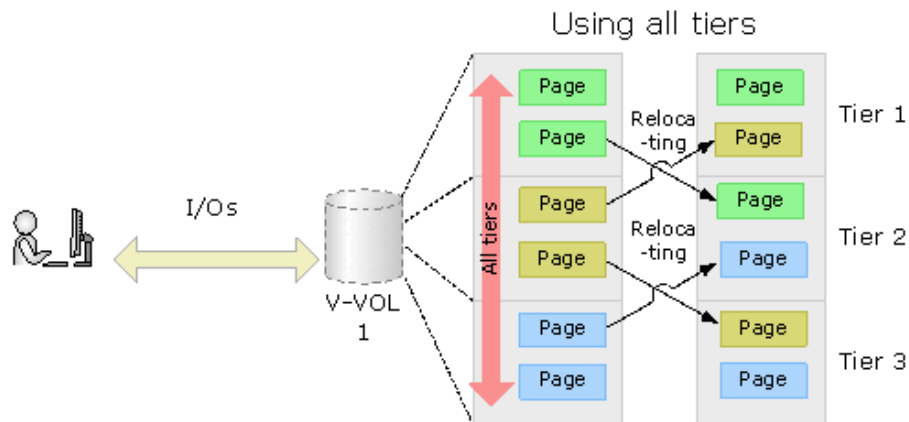 Using all tiers
Page
Page
Page
Page
Page
Page
All tiers
Reloca
-ting
Reloca
-ting
Page
Page
Page
Page
Page
Page
Tier 1
Tier 2
Tier 3
I/Os
V-VOL
1